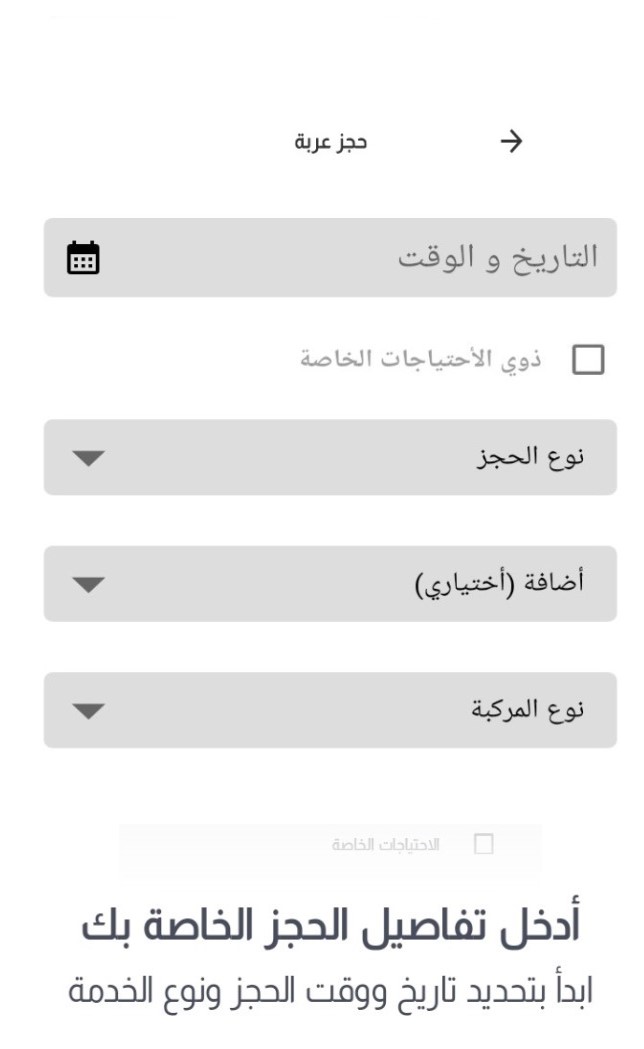 حجز عربة
التاريخ و الوقت
ذوي الأحتياجات الخاصة
نوع الحجز
أضافة (أختياري)
نوع المركبة
الاحتياجات الخاصة
أدخل تفاصيل الحجز الخاصة بك
ابدأ بتحديد تاريخ ووقت الحجز ونوع الخدمة